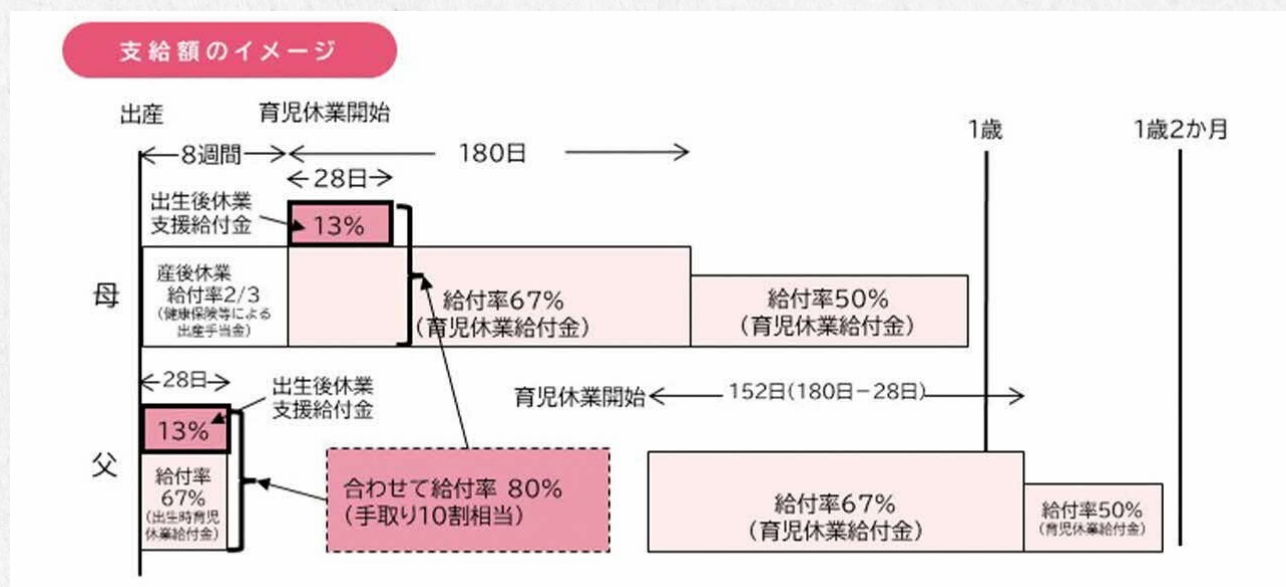 支給額のイメージ
出産
育児休業開始
1歳
1歳2か月
8週間
180日
28日
出生後休業
支援給付金
13%
母
産後休業
給付率2/3
(健康保険等による
出産手当金)
給付率67%
(育児休業給付金)
給付率50%
(育児休業給付金)
28日
出生後休業
支援給付金
育児休業開始
152日(180日－28日)
父
13%
給付率
67%
(出生時育児
休業給付金)
合わせて給付率 80%
(手取り10割相当)
給付率67%
(育児休業給付金)
給付率50%
(育児休業給付金)